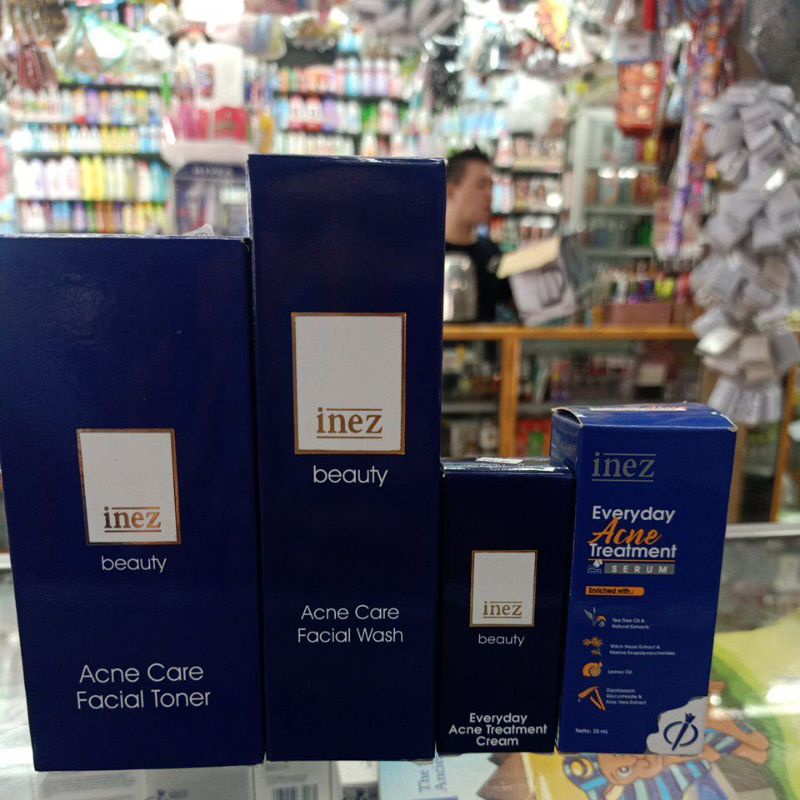 inez
beauty
Acne Care
Facial Toner
inez
beauty
Acne Care
Facial Wash
inez
beauty
Everyday
Acne Treatment
Cream
inez
Everyday
Acne
Treatment
SERUM
Enriched with :
Tea Tree Oil &
Natural Extracts
Witch Hazel Extract &
Marine Exopolysaccharides
Lemon Oil
Dipotassium
Glycyrrhizate &
Aloe Vera Extract
Netto: 20 mL
The
Ancien